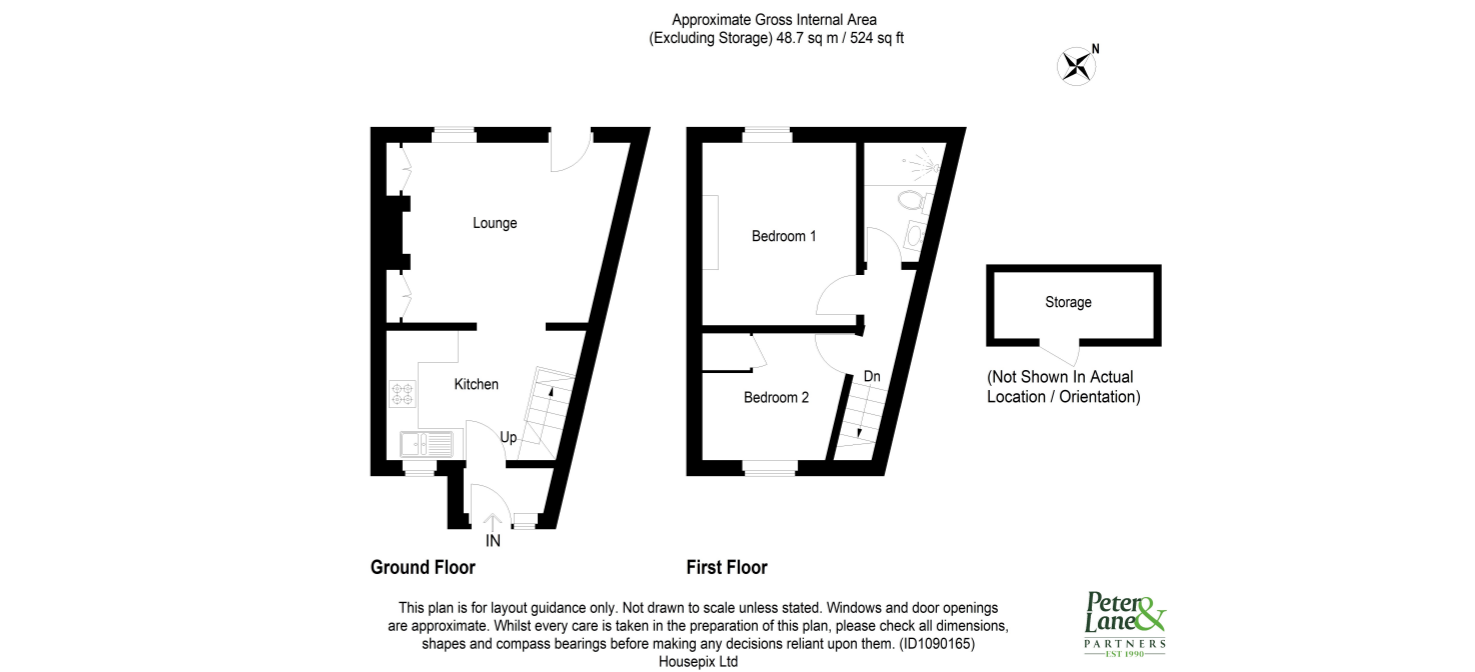 Approximate Gross Internal Area
(Excluding Storage) 48.7 sq m / 524 sq ft
N
Lounge
Kitchen
Up
IN
Bedroom 1
Bedroom 2
Dn
Storage
(Not Shown In Actual
Location / Orientation)
Ground Floor
First Floor
This plan is for layout guidance only. Not drawn to scale unless stated. Windows and door openings
are approximate. Whilst every care is taken in the preparation of this plan, please check all dimensions,
shapes and compass bearings before making any decisions reliant upon them. (ID1090165)
Housepix Ltd
Peter &
Lane
PARTNERS
EST 1990